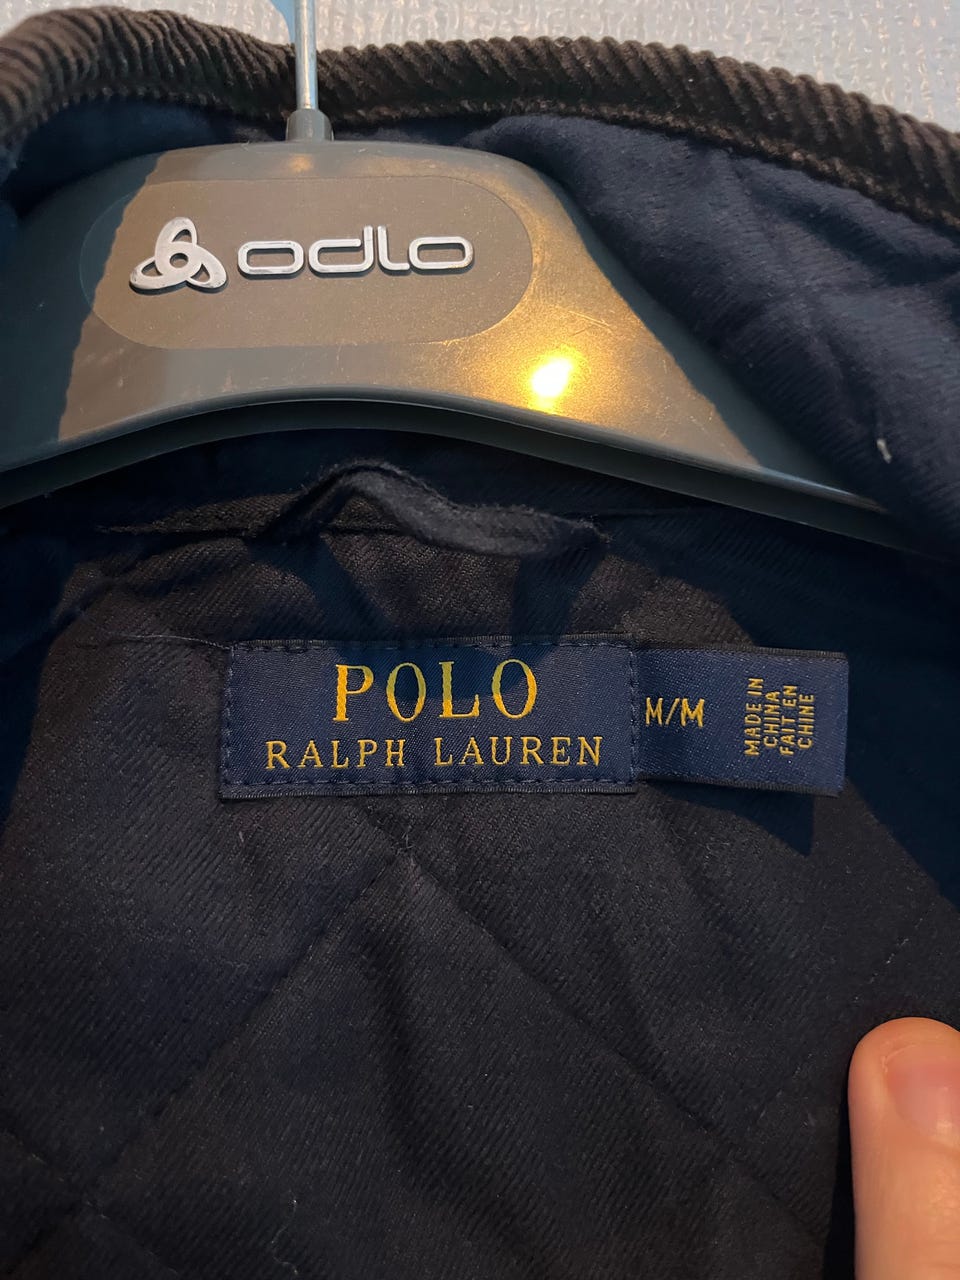 odlo
POLO
RALPH LAUREN
M/M
MADE IN
CHINA
FAIT EN
CHINE